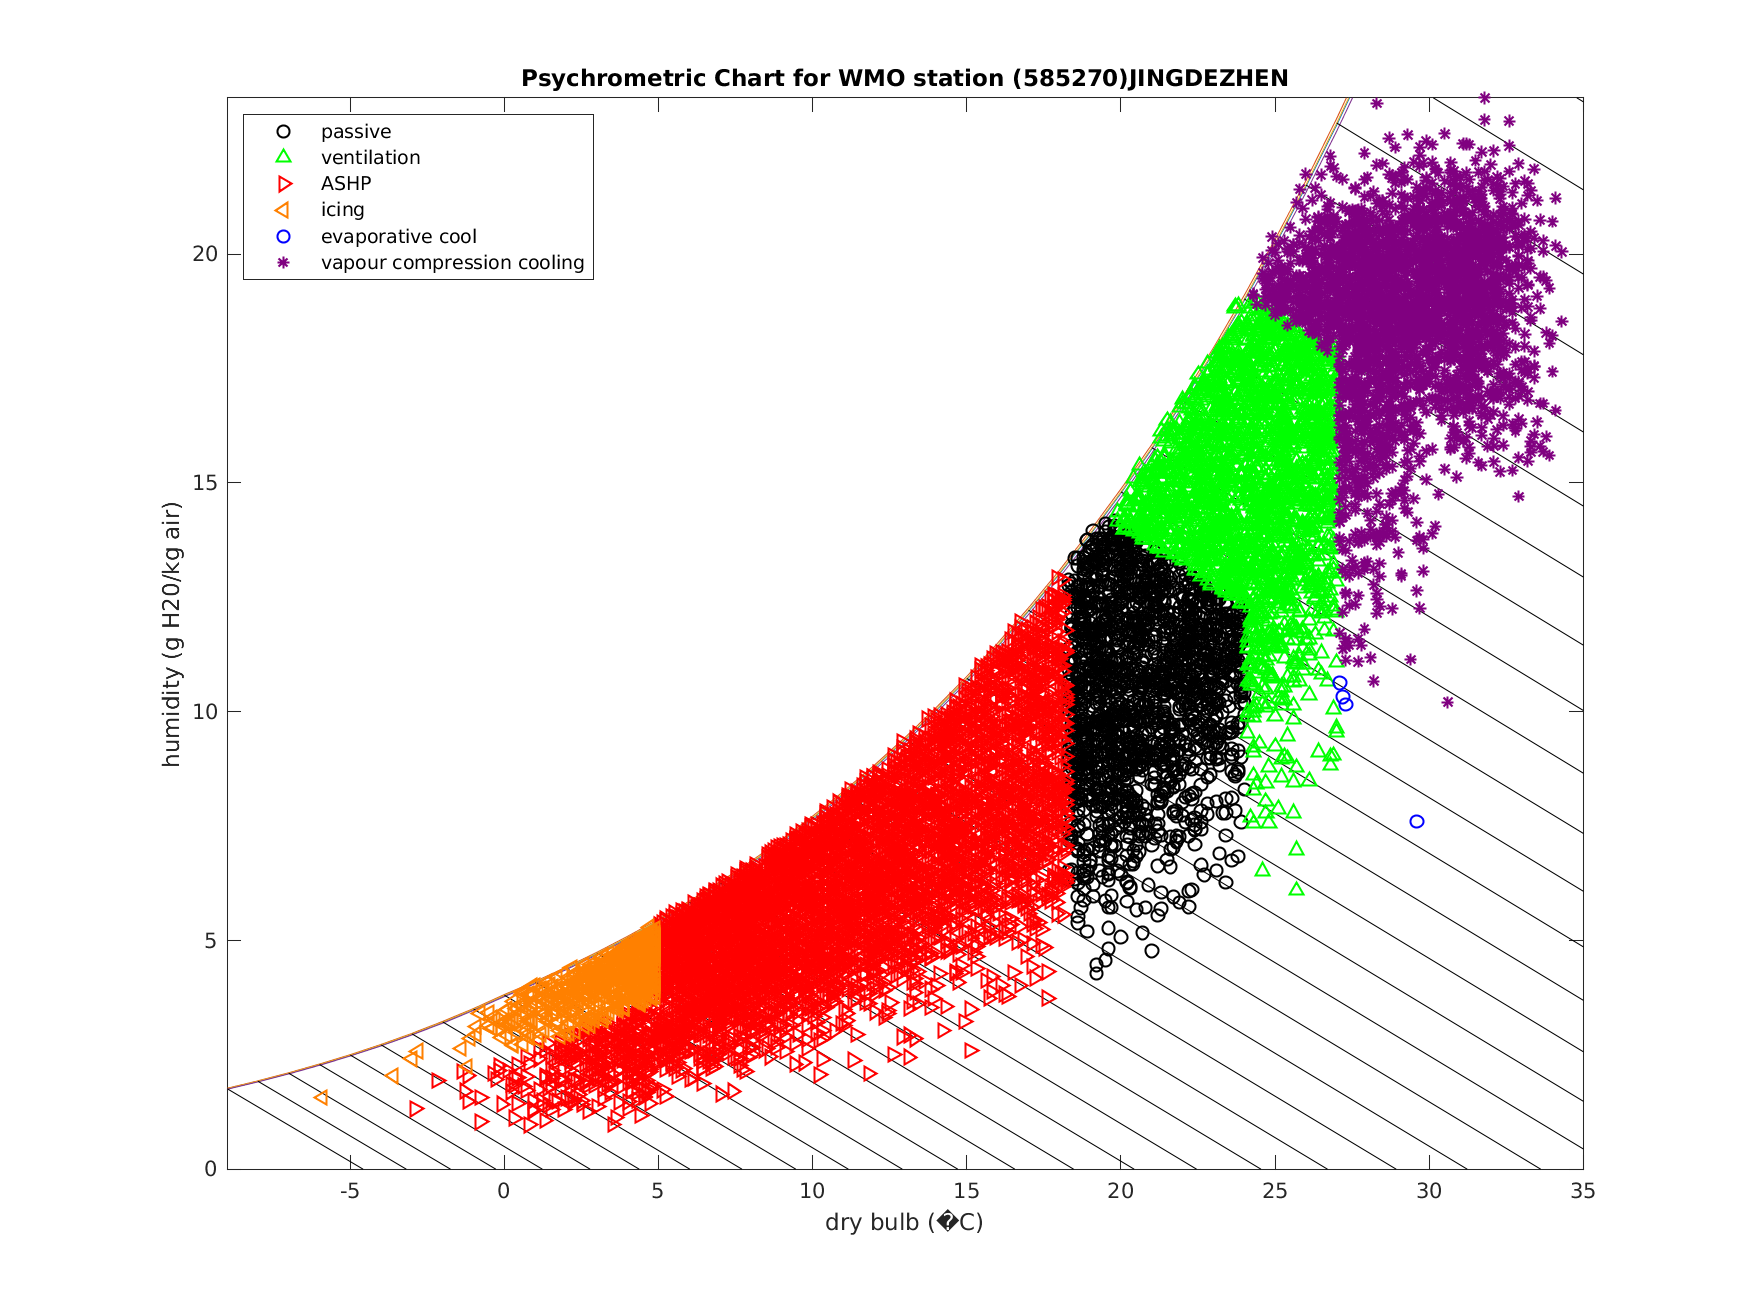 Psychrometric Chart for WMO station (585270)JINGDEZHEN
passive
ventilation
ASHP
icing
evaporative cool
vapour compression cooling
humidity (g H20/kg air)
20
15
10
5
0
-5
0
5
10
15
20
25
30
35
dry bulb (�C)